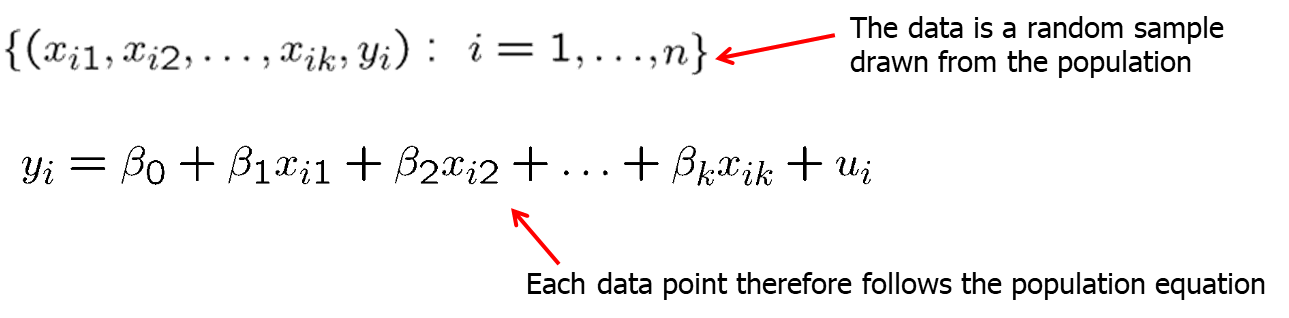 {(x_{i1}, x_{i2}, . . . , x_{ik}, y_i) : i = 1, . . . , n}
The data is a random sample
drawn from the population
y_i = β_0 + β_1x_{i1} + β_2x_{i2} + . . . + β_kx_{ik} + u_i
Each data point therefore follows the population equation